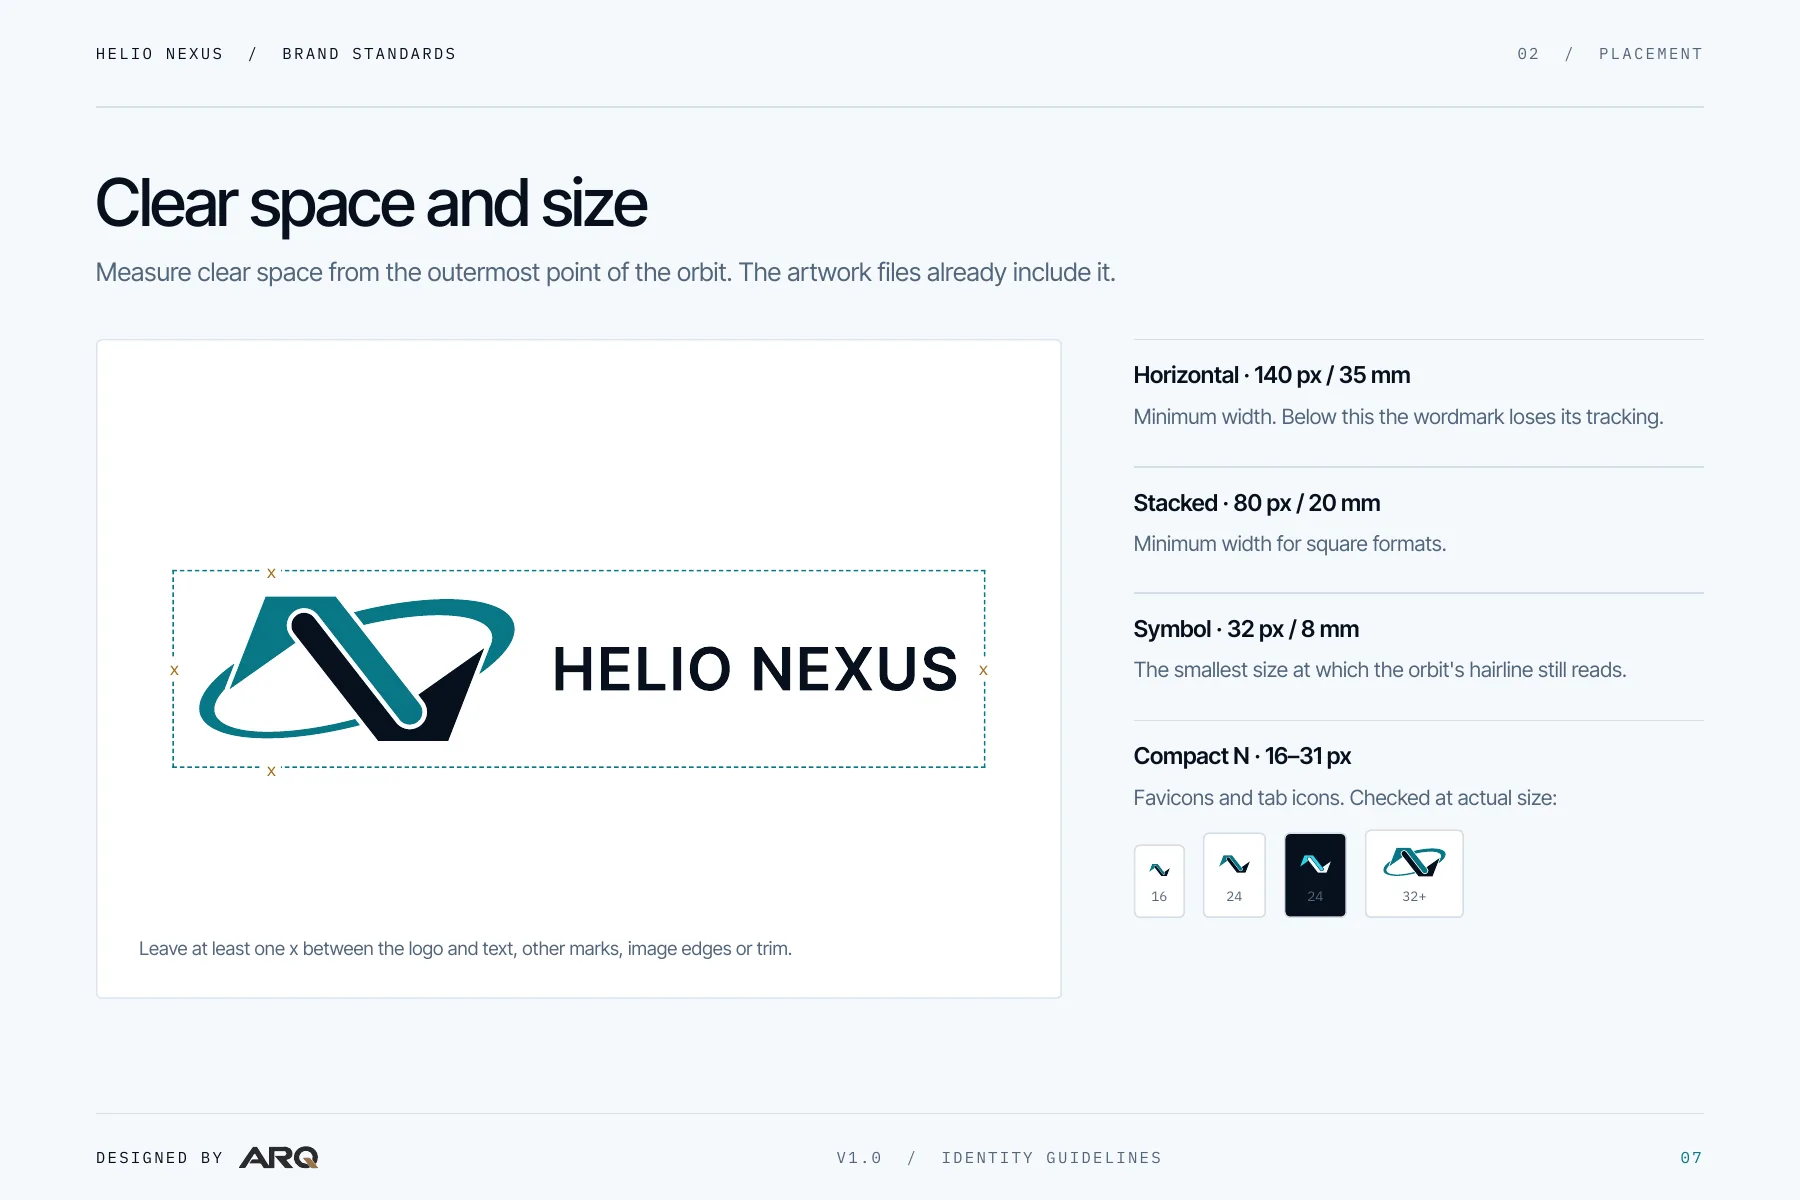 HELIO NEXUS / BRAND STANDARDS
02 / PLACEMENT
Clear space and size
Measure clear space from the outermost point of the orbit. The artwork files already include it.
x
x
HELIO NEXUS
x
x
Leave at least one x between the logo and text, other marks, image edges or trim.
Horizontal · 140 px / 35 mm
Minimum width. Below this the wordmark loses its tracking.
Stacked · 80 px / 20 mm
Minimum width for square formats.
Symbol · 32 px / 8 mm
The smallest size at which the orbit's hairline still reads.
Compact N · 16–31 px
Favicons and tab icons. Checked at actual size:
16
24
24
32+
DESIGNED BY ARQ
V1.0 / IDENTITY GUIDELINES
07